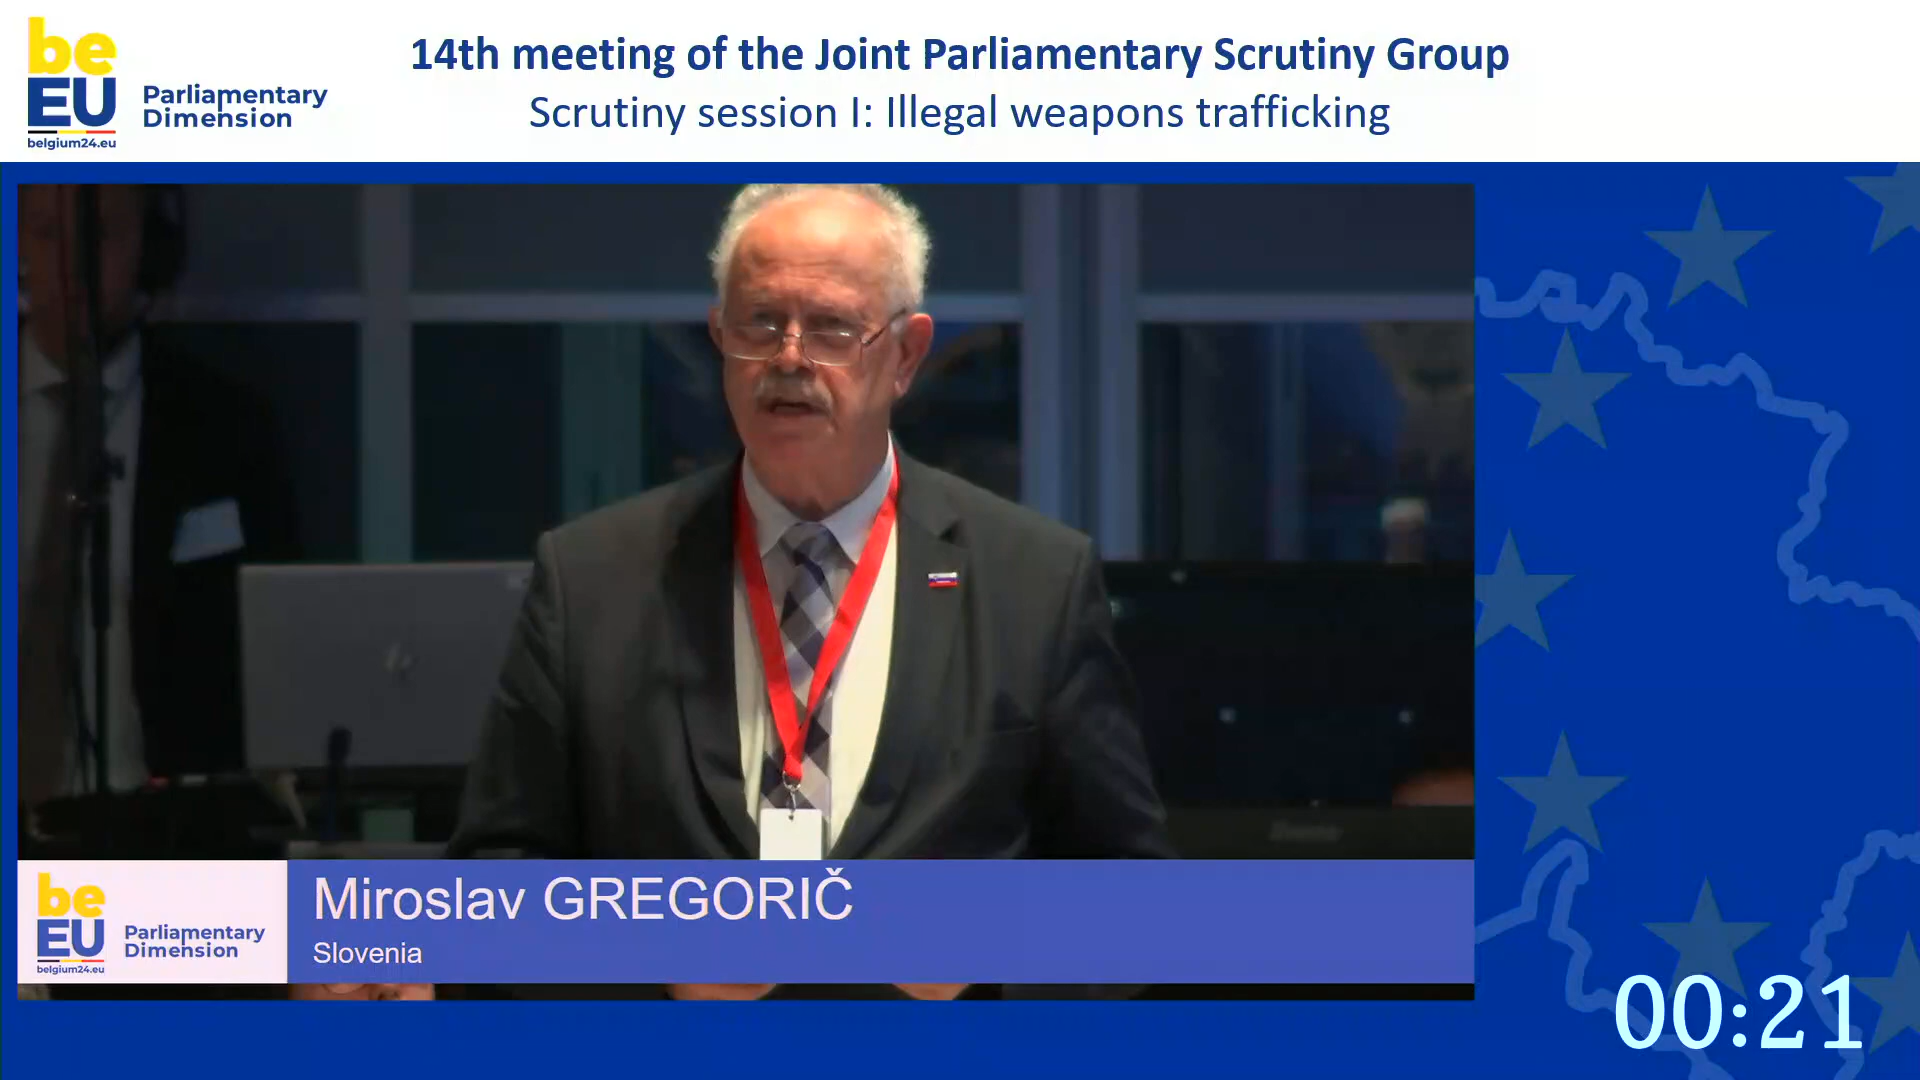 be
EU
belgium24.eu
Parliamentary
Dimension
14th meeting of the Joint Parliamentary Scrutiny Group
Scrutiny session I: Illegal weapons trafficking
be
EU
belgium24.eu
Parliamentary
Dimension
Miroslav GREGORIČ
Slovenia
00:21